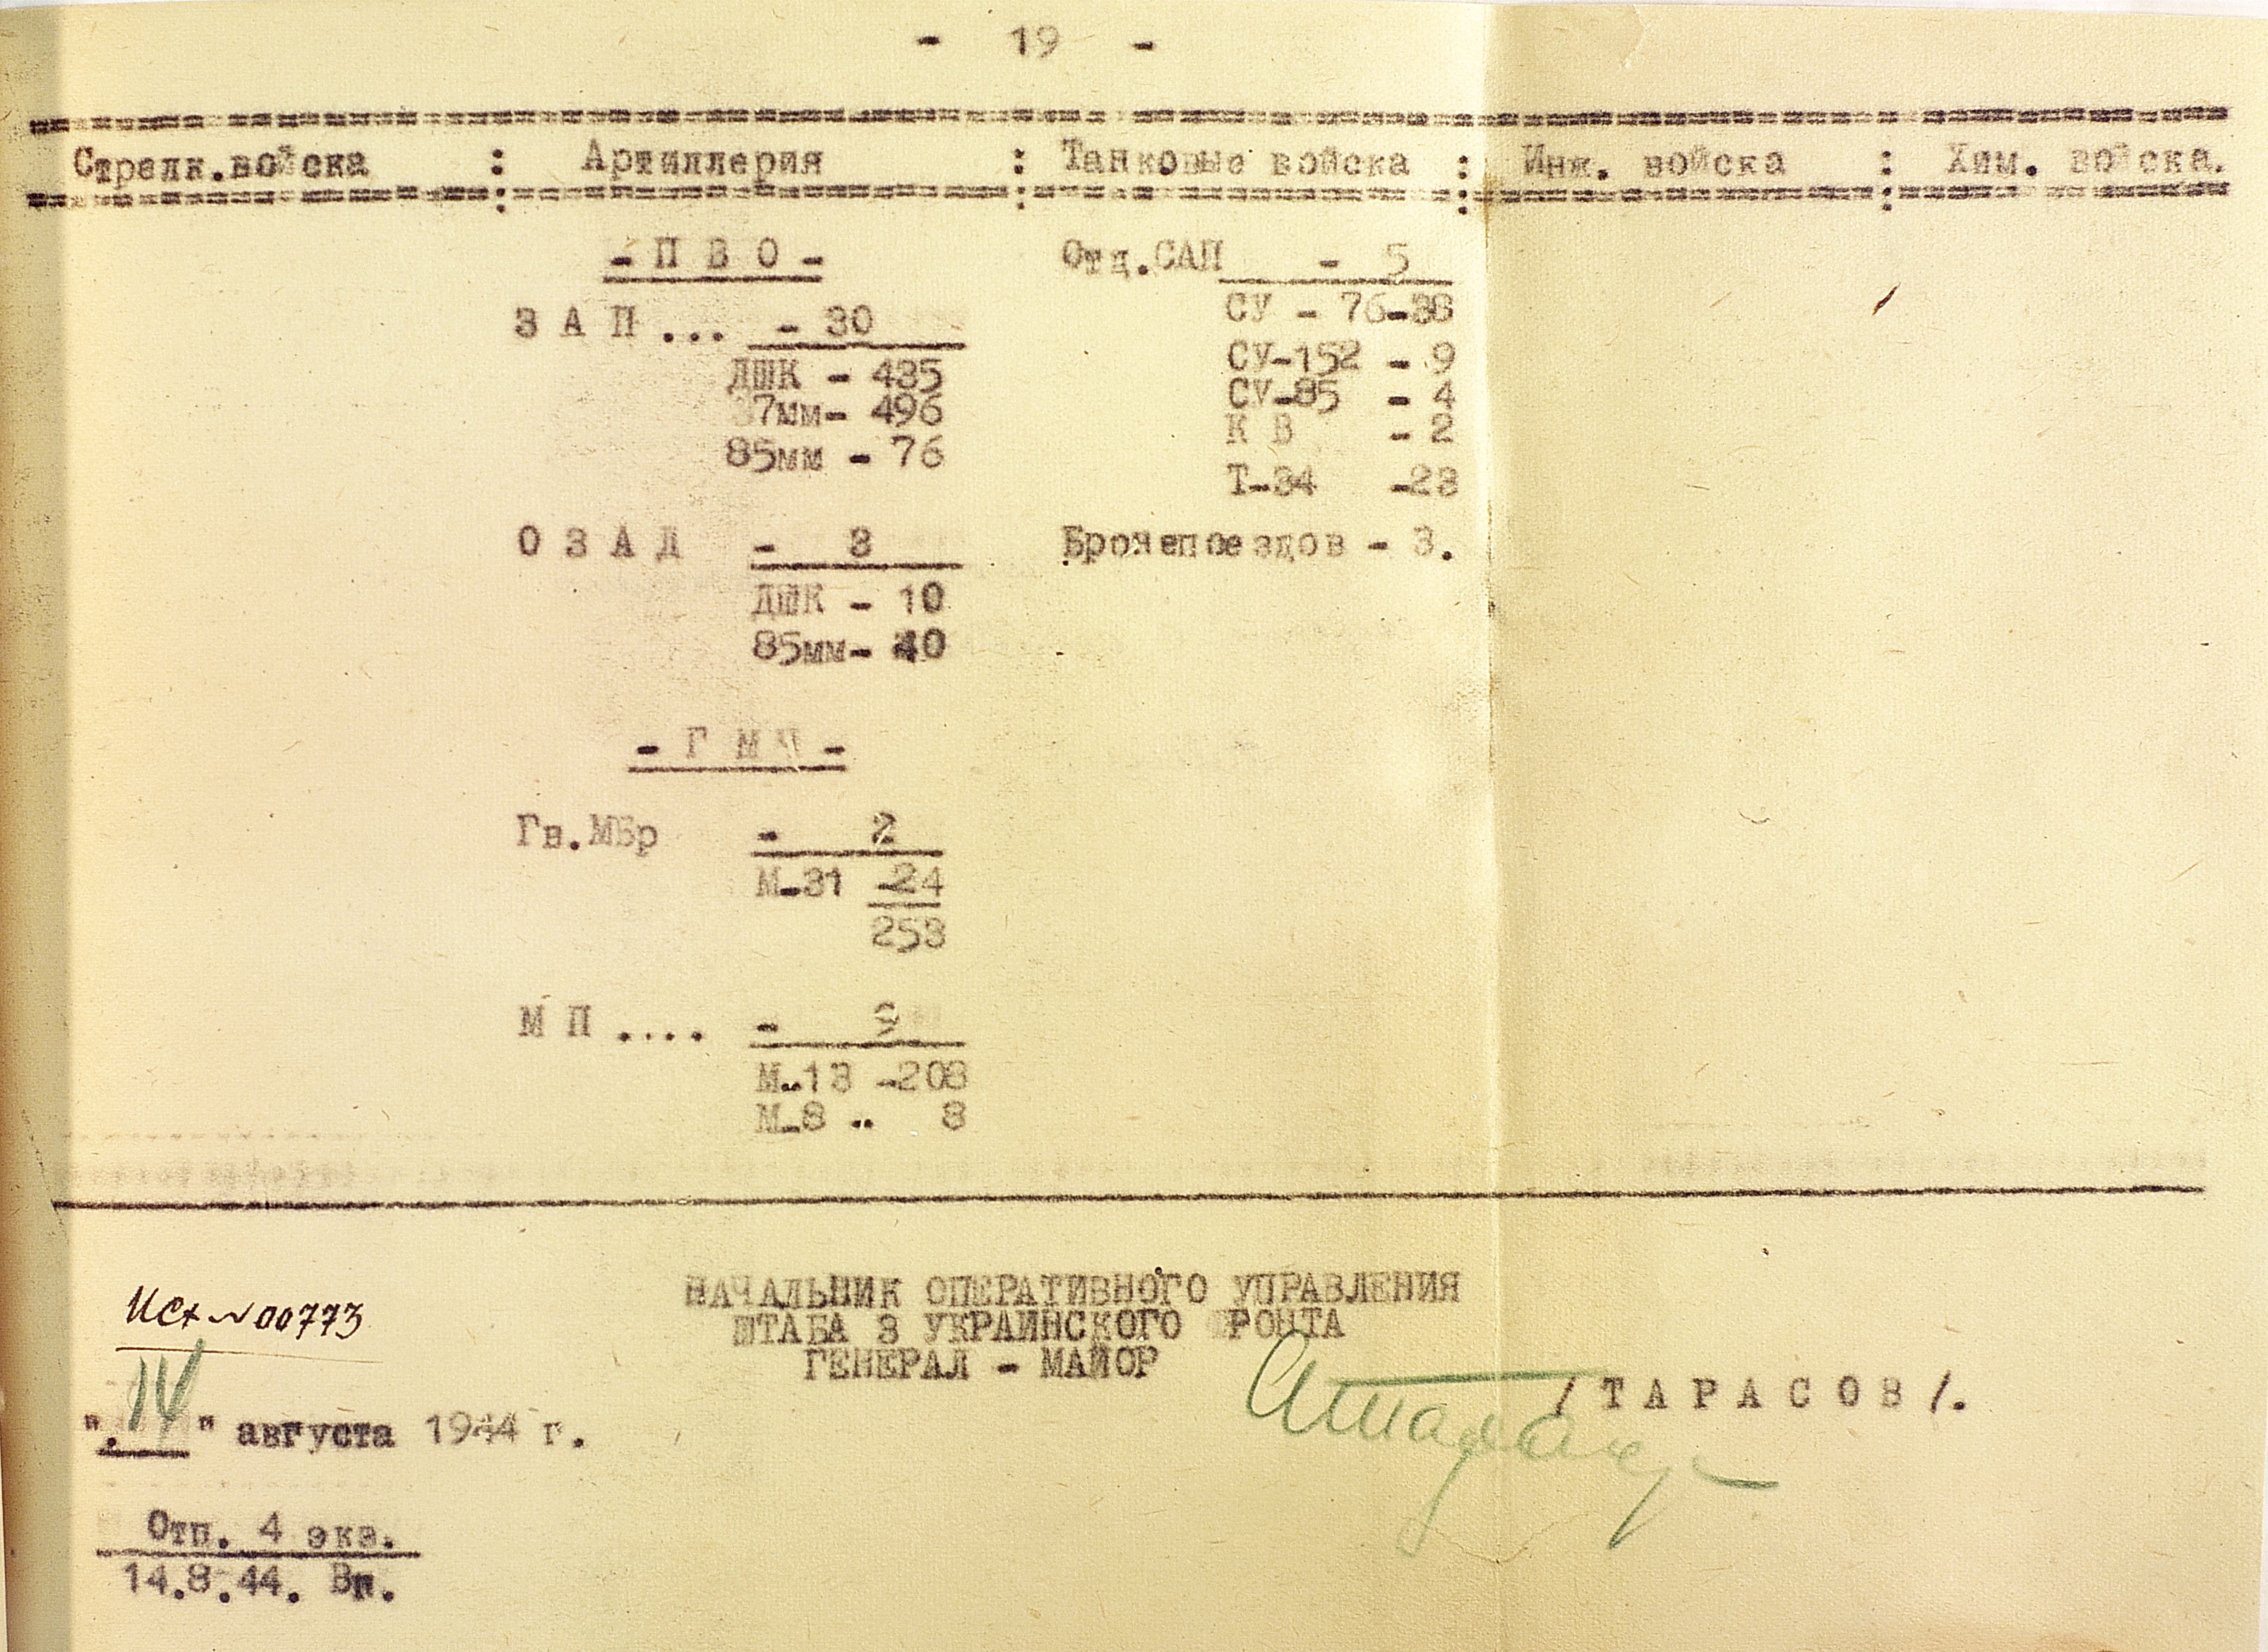 - 19 -
Стрелк.войска : Артиллерия : Танковые войска : Инж. войска : Хим. войска.
- П В О -
З А П ... - 30
ДШК - 435
37мм- 496
85мм - 76
О З А Д - 3
ДШК - 10
85мм- 40
- Г М Ч -
Гв.МБр - 2
М-31 -24
253
М П .... - 9
М-13 -208
М-8 - 8
Отд.САП - 5
СУ - 76-38
СУ-152 - 9
СУ-85 - 4
К В - 2
Т-34 -23
Бронепоездов - 3.
НАЧАЛЬНИК ОПЕРАТИВНОГО УПРАВЛЕНИЯ
ШТАБА 3 УКРАИНСКОГО ФРОНТА
ГЕНЕРАЛ - МАЙОР
/ Т А Р А С О В /.
Исх №00773
"14" августа 1944 г.
Отп. 4 экз.
14.8.44. Вп.